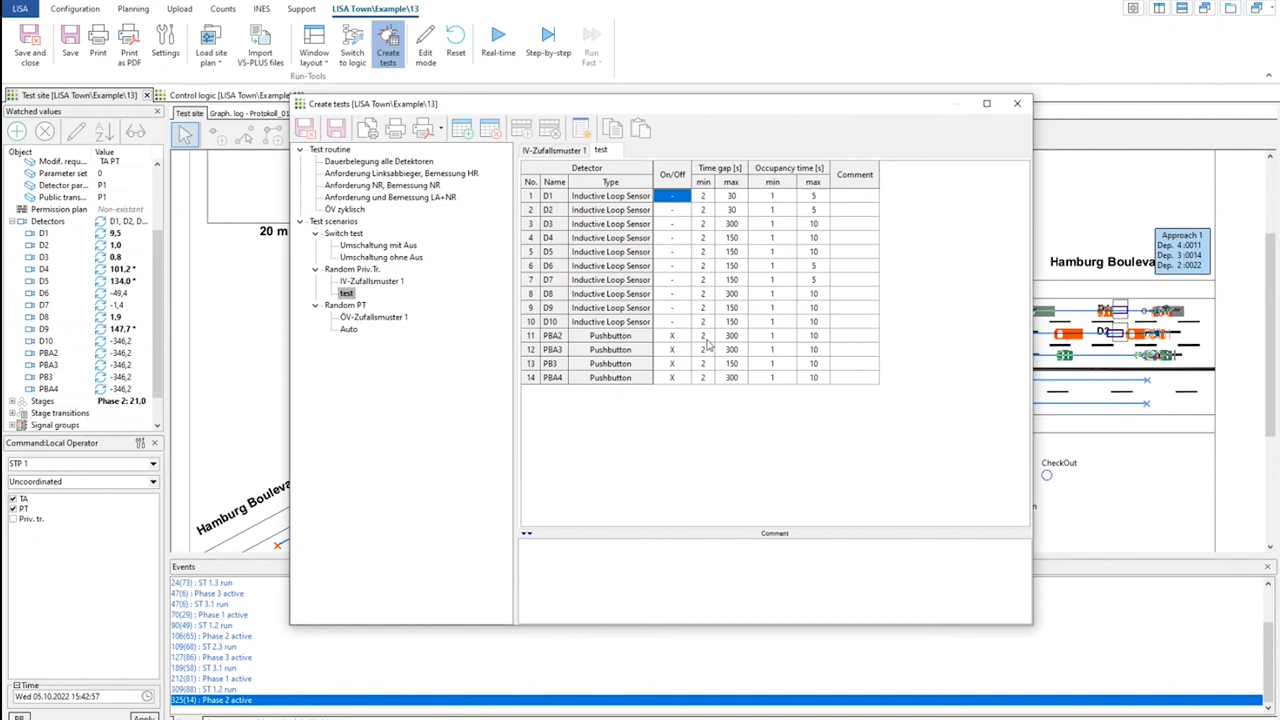 LISA Configuration Planning Upload Counts INES Support LISA Town\Example\13
Save and close
Save
Print
Print as PDF
Settings
Load site plan
Import VS-PLUS files
Window layout
Switch to logic
Create tests
Edit mode
Reset
Real-time
Step-by-step
Run Fast
Run-Tools
Test site [LISA Town\Example\13]
Control logic [LISA Town\Example\13]
Watched values
Object Value
Modif. requ... TA PT
Parameter set P1
Detector par... P1
Public trans... P1
Permission plan Non-existant
Detectors D1, D2, D...
D1 9,5
D2 1,0
D3 0,8
D4 101,2 *
D5 134,0 *
D6 -49,4
D7 -1,4
D8 0,9
D9 147,7 *
D10 -346,2
PBA2 -346,2
PBA3 -346,2
PB3 -346,2
PBA4 -346,2
Stages Phase 2: 21,0
Stage transitions
Signal groups
Command:Local Operator
STP 1
Uncoordinated
TA
PT
Priv. tr.
Time
Wed 05.10.2022 15:42:57
PB Apply
Test site Graph. log - Protokoll_01
20 m
Hamburg Boulevard
Create tests [LISA Town\Example\13]
Test routine
Dauerbelegung alle Detektoren
Anforderung Linksabbieger, Bemessung HR
Anforderung NR, Bemessung NR
Anforderung und Bemessung LA+NR
ÖV zyklisch
Test scenarios
Switch test
Umschaltung mit Aus
Umschaltung ohne Aus
Random Priv.Tr.
IV-Zufallsmuster 1
test
Random PT
ÖV-Zufallsmuster 1
Auto
IV-Zufallsmuster 1 test
Detector On/Off Time gap [s] Occupancy time [s] Comment
No. Name Type min max min max
1 D1 Inductive Loop Sensor - 2 30 1 5
2 D2 Inductive Loop Sensor - 2 30 1 5
3 D3 Inductive Loop Sensor - 2 300 1 10
4 D4 Inductive Loop Sensor - 2 150 1 10
5 D5 Inductive Loop Sensor - 2 150 1 10
6 D6 Inductive Loop Sensor - 2 150 1 5
7 D7 Inductive Loop Sensor - 2 150 1 5
8 D8 Inductive Loop Sensor - 2 300 1 10
9 D9 Inductive Loop Sensor - 2 150 1 10
10 D10 Inductive Loop Sensor - 2 150 1 10
11 PBA2 Pushbutton X 2 300 1 10
12 PBA3 Pushbutton X 2 300 1 10
13 PB3 Pushbutton X 2 150 1 10
14 PBA4 Pushbutton X 2 300 1 10
Comment
Approach 1
Dep. 4 :0011
Dep. 3 :0014
Dep. 2 :0022
Hamburg Boulev
D1
D2
CheckOut
Events
24(73) : ST 1.3 run
47(6) : Phase 3 active
47(6) : ST 3.1 run
70(29) : Phase 1 active
90(49) : ST 1.2 run
106(65) : Phase 2 active
109(68) : ST 2.3 run
127(86) : Phase 3 active
189(58) : ST 3.1 run
212(81) : Phase 1 active
309(88) : ST 1.2 run
325(14) : Phase 2 active